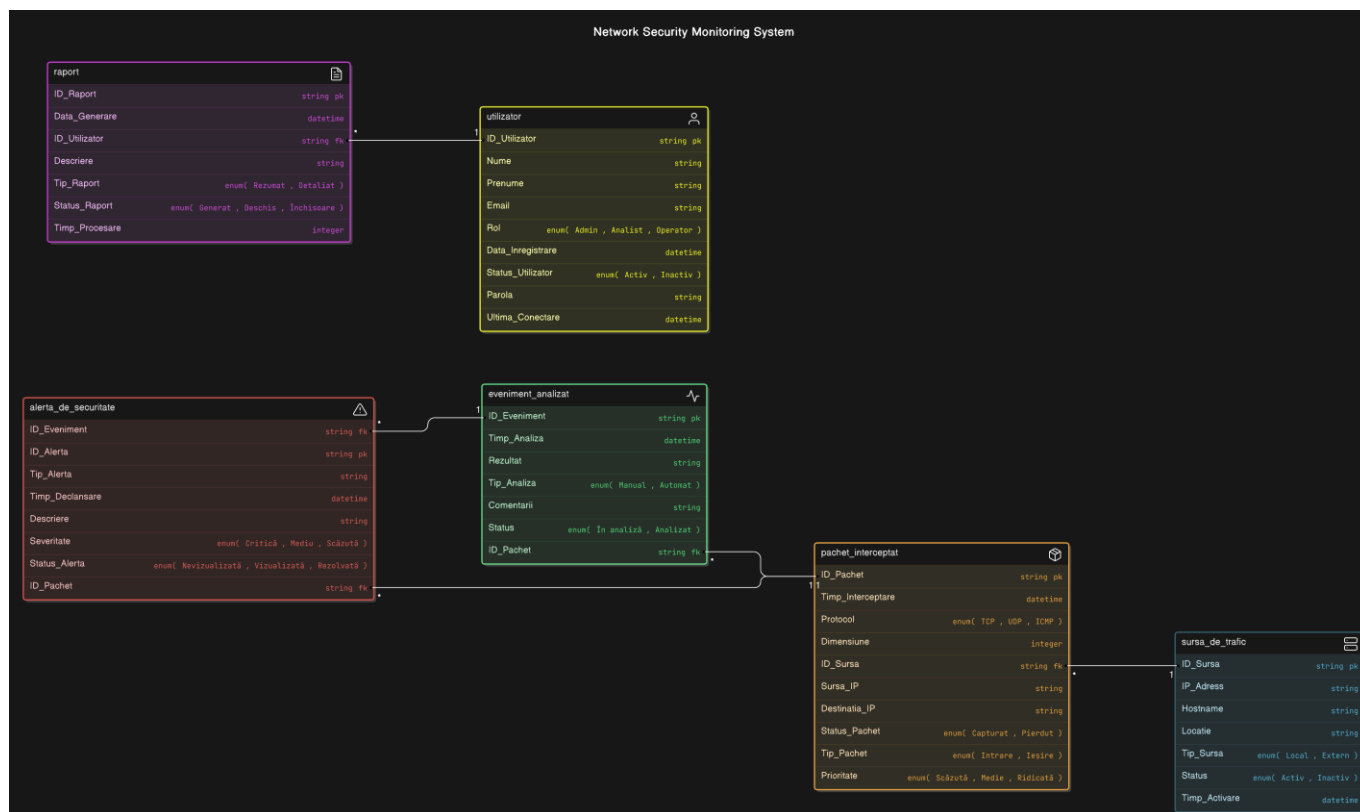 Network Security Monitoring System
raport
ID_Raport string pk
Data_Generare datetime
ID_Utilizator string fk
Descriere string
Tip_Raport enum( Rezumat , Detaliat )
Status_Raport enum( Generat , Deschis , Închisoare )
Timp_Procesare integer
*
1
utilizator
ID_Utilizator string pk
Nume string
Prenume string
Email string
Rol enum( Admin , Analist , Operator )
Data_Inregistrare datetime
Status_Utilizator enum( Activ , Inactiv )
Parola string
Ultima_Conectare datetime
alerta_de_securitate
ID_Eveniment string fk
ID_Alerta string pk
Tip_Alerta string
Timp_Declansare datetime
Descriere string
Severitate enum( Critică , Mediu , Scăzută )
Status_Alerta enum( Nevizualizată , Vizualizată , Rezolvată )
ID_Pachet string fk
*
*
1
eveniment_analizat
ID_Eveniment string pk
Timp_Analiza datetime
Rezultat string
Tip_Analiza enum( Manual , Automat )
Comentarii string
Status enum( În analiză , Analizat )
ID_Pachet string fk
*
1 1
pachet_interceptat
ID_Pachet string pk
Timp_Interceptare datetime
Protocol enum( TCP , UDP , ICMP )
Dimensiune integer
ID_Sursa string fk
Sursa_IP string
Destinatia_IP string
Status_Pachet enum( Capturat , Pierdut )
Tip_Pachet enum( Intrare , Ieșire )
Prioritate enum( Scăzută , Medie , Ridicată )
*
1
sursa_de_trafic
ID_Sursa string pk
IP_Adress string
Hostname string
Locatie string
Tip_Sursa enum( Local , Extern )
Status enum( Activ , Inactiv )
Timp_Activare datetime